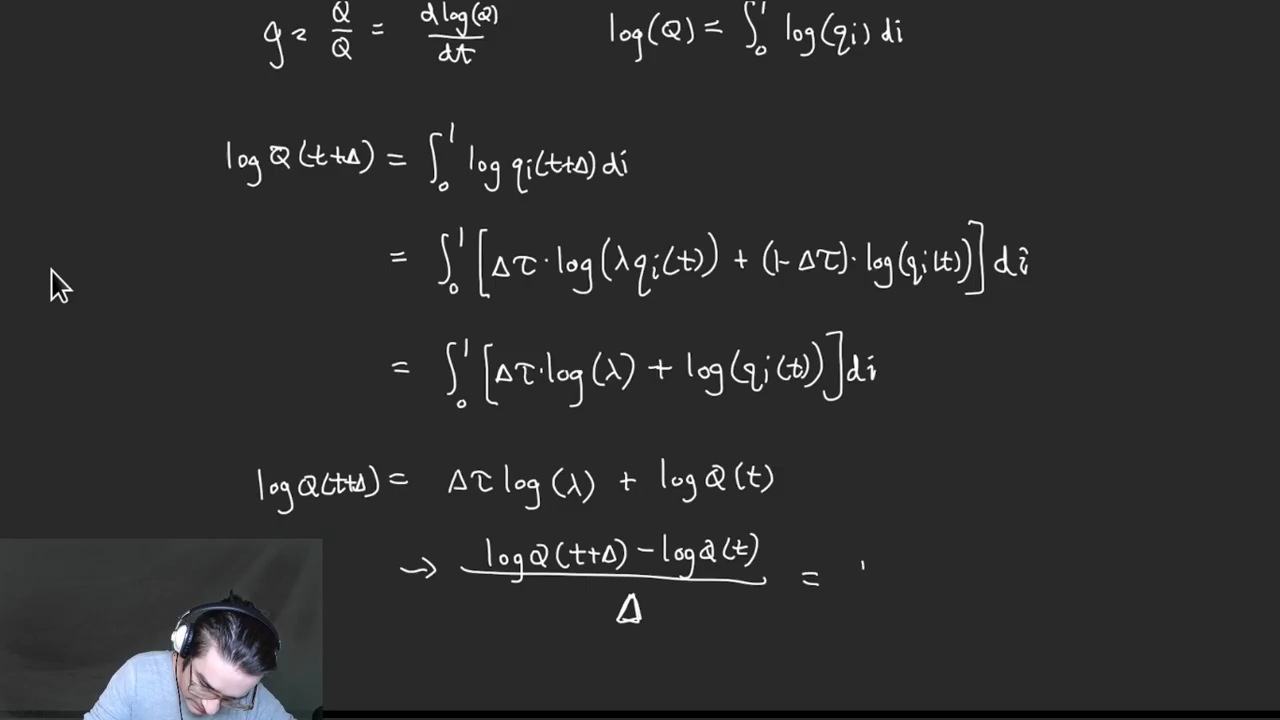 g = Q̇/Q = dlog(Q)/dt    log(Q) = ∫₀¹ log(qi) di
log Q(t+Δ) = ∫₀¹ log qi(t+Δ) di
= ∫₀¹ [Δτ · log(λqi(t)) + (1-Δτ) · log(qi(t))] di
= ∫₀¹ [Δτ · log(λ) + log(qi(t))] di
log Q(t+Δ) = Δτ log(λ) + log Q(t)
→ (log Q(t+Δ) - log Q(t))/Δ =